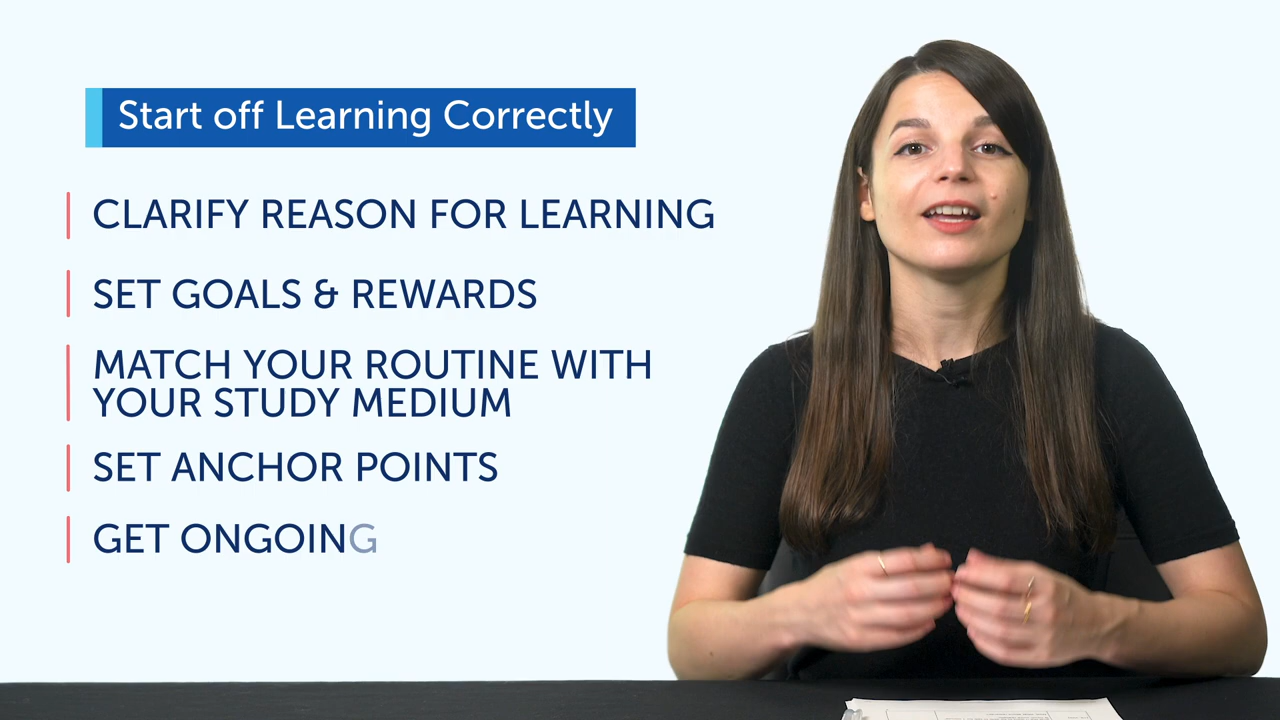 Start off Learning Correctly
CLARIFY REASON FOR LEARNING
SET GOALS & REWARDS
MATCH YOUR ROUTINE WITH
YOUR STUDY MEDIUM
SET ANCHOR POINTS
GET ONGOING